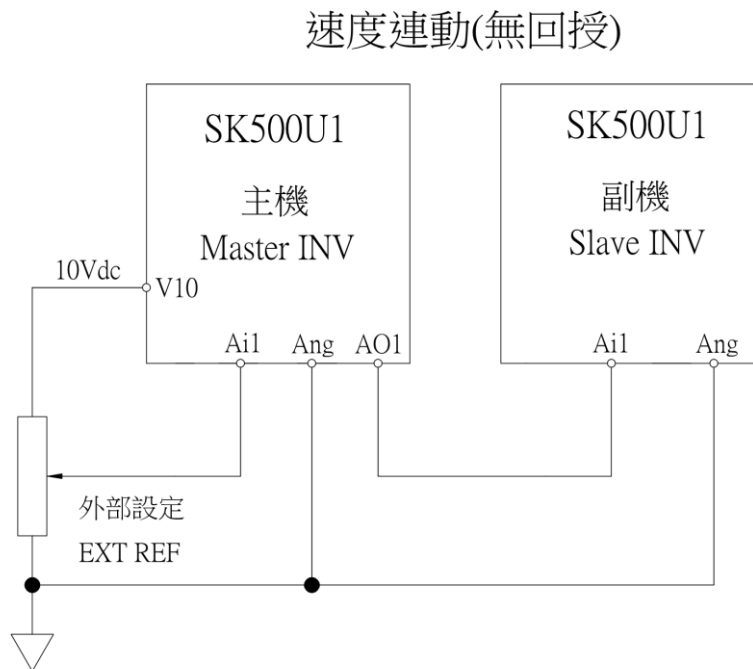 速度連動(無回授)
SK500U1
主機
Master INV
10Vdc
V10
Ai1
Ang
AO1
SK500U1
副機
Slave INV
Ai1
Ang
外部設定
EXT REF